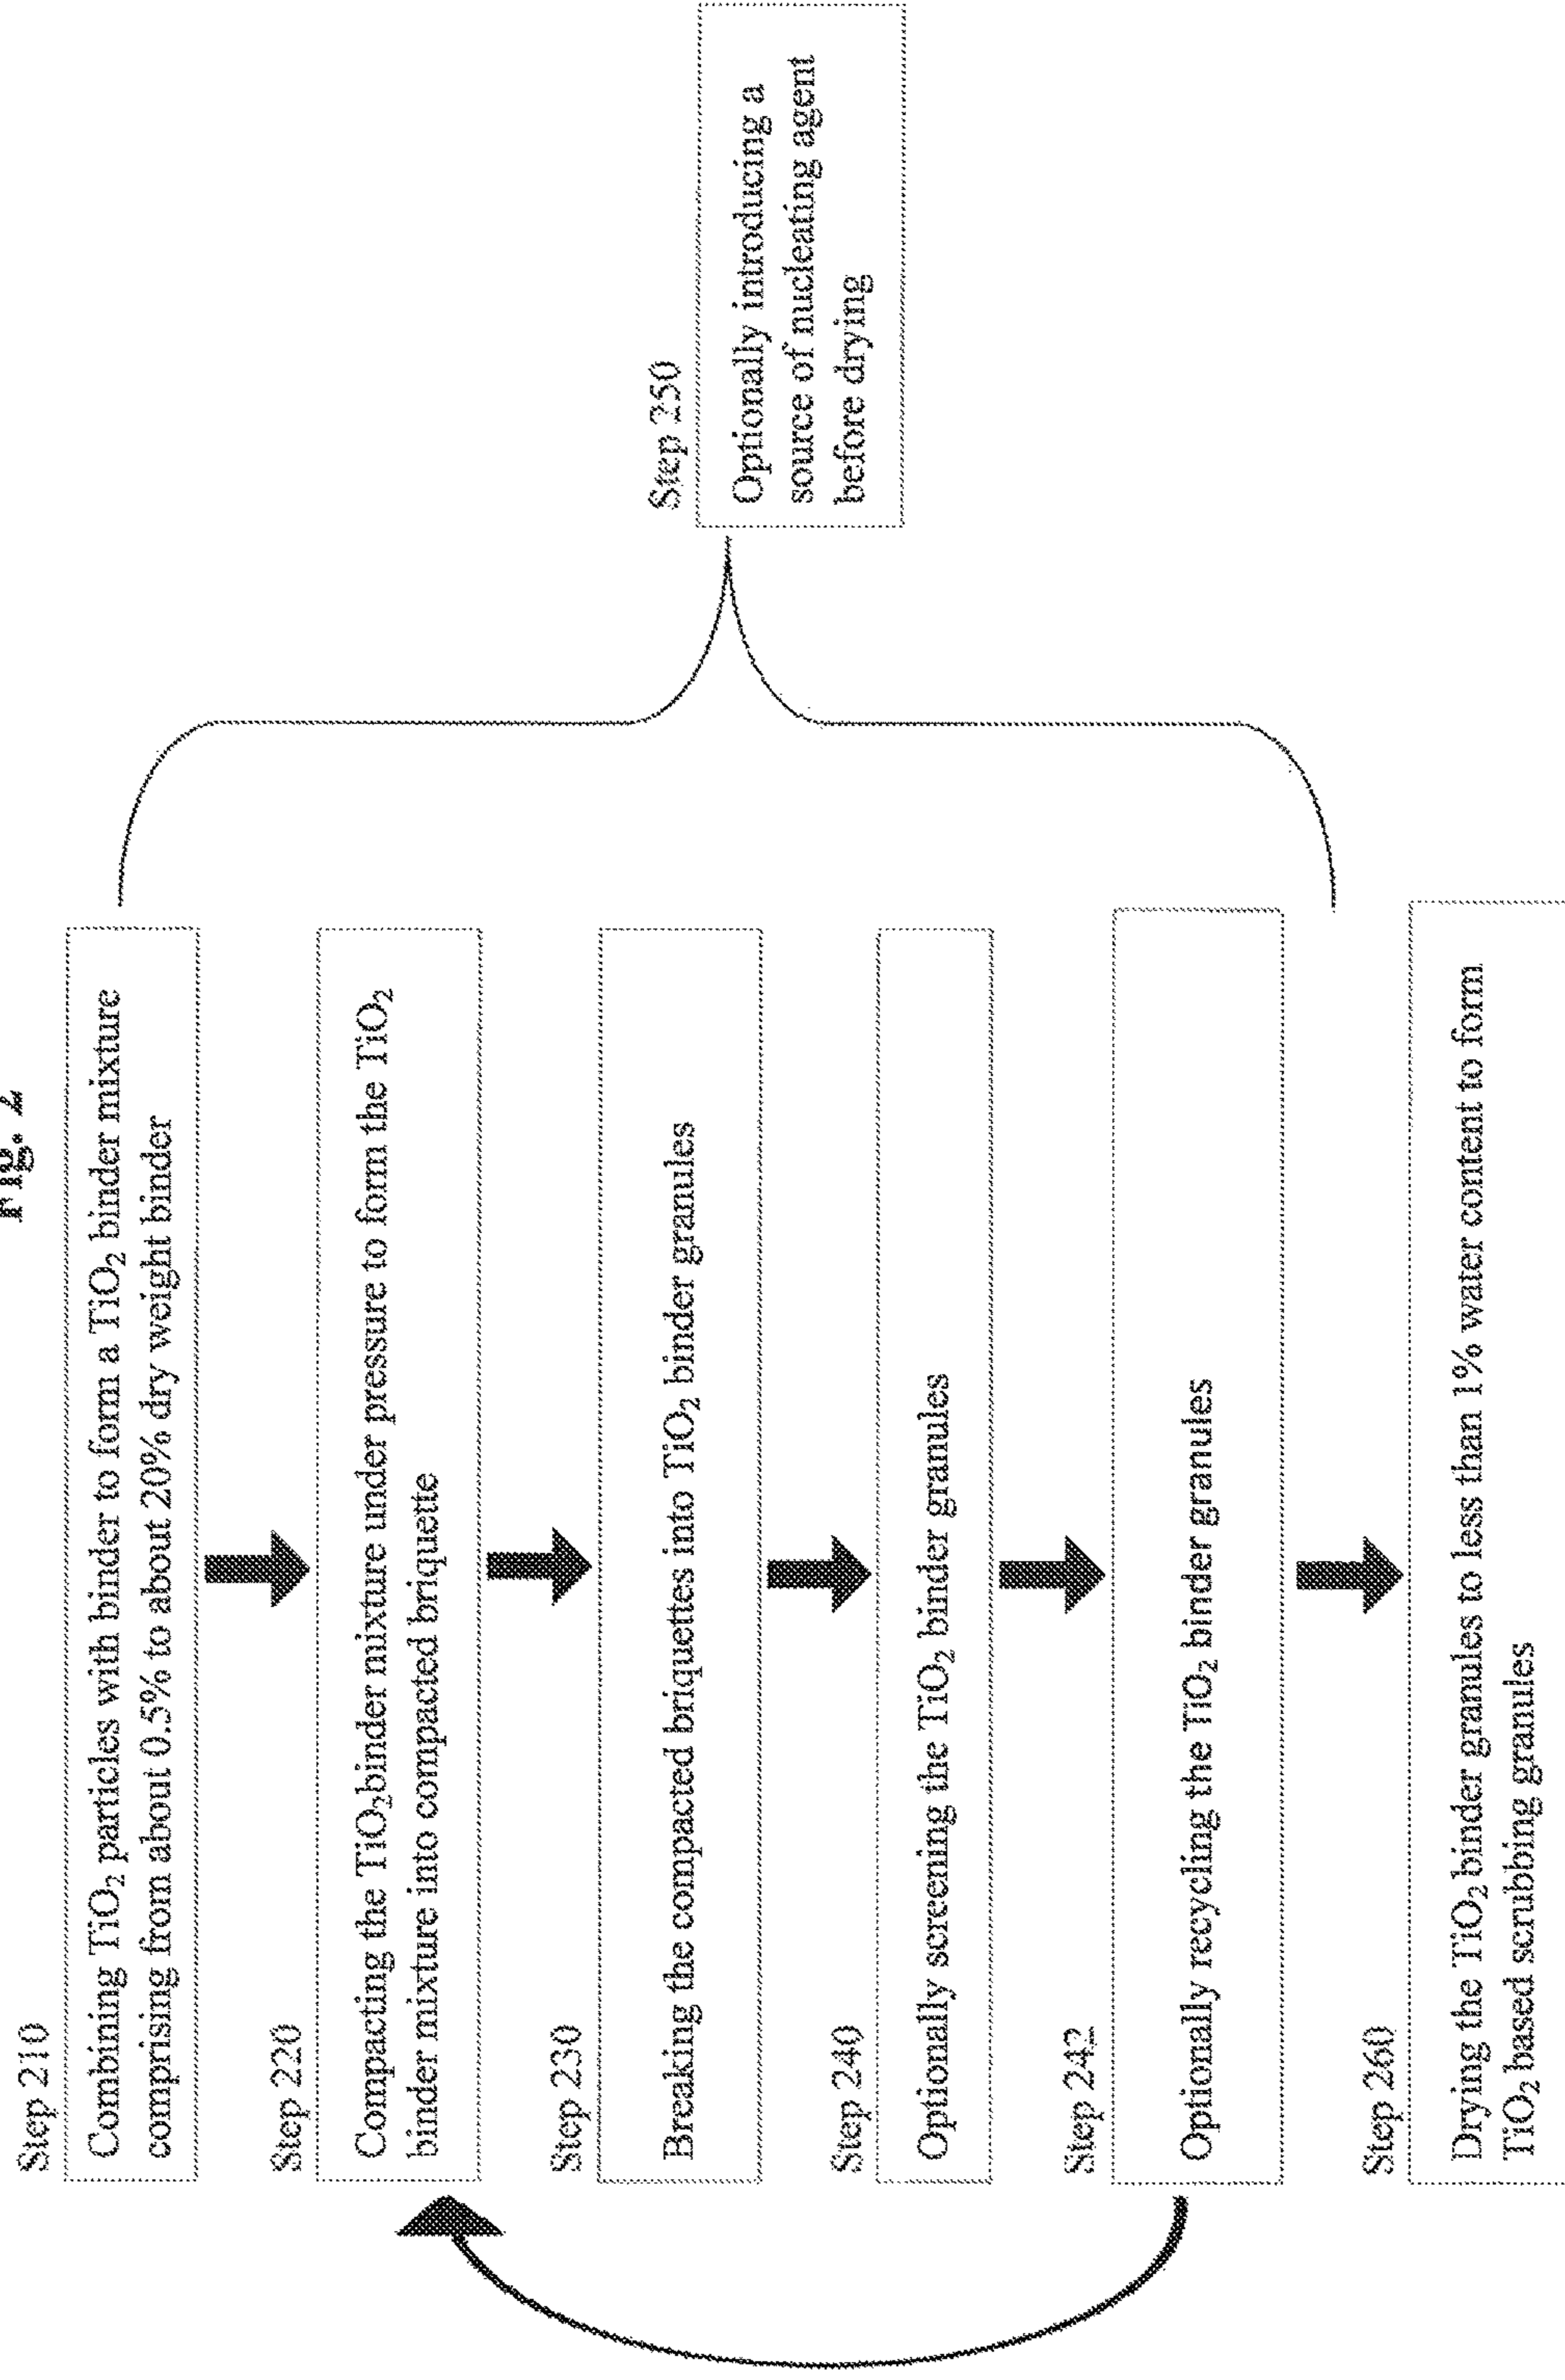 Fig. 2
Step 210
Combining TiO₂ particles with binder to form a TiO₂ binder mixture
comprising from about 0.5% to about 20% dry weight binder
Step 220
Compacting the TiO₂binder mixture under pressure to form the TiO₂
binder mixture into compacted briquette
Step 230
Breaking the compacted briquettes into TiO₂ binder granules
Step 240
Optionally screening the TiO₂ binder granules
Step 242
Optionally recycling the TiO₂ binder granules
Step 260
Drying the TiO₂ binder granules to less than 1% water content to form
TiO₂ based scrubbing granules
Step 250
Optionally introducing a
source of nucleating agent
before drying